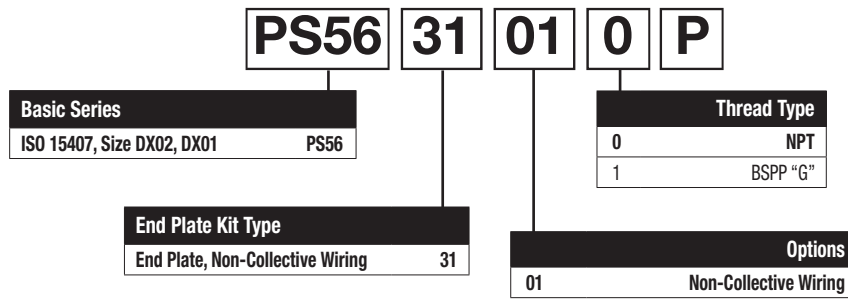 PS56 31 01 0 P
Basic Series
ISO 15407, Size DX02, DX01 PS56
Thread Type
0 NPT
1 BSPP “G”
End Plate Kit Type
End Plate, Non-Collective Wiring 31
Options
01 Non-Collective Wiring